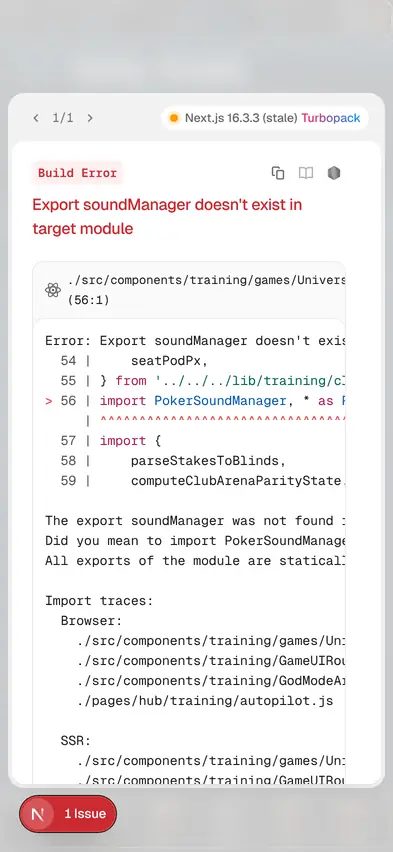 1/1
Next.js 16.3.3 (stale) Turbopack
Build Error
Export soundManager doesn't exist in
target module
./src/components/training/games/Univers
(56:1)
Error: Export soundManager doesn't exis
54 | seatPodPx,
55 | } from '../../../lib/training/cl
> 56 | import PokerSoundManager, * as P
| ^^^^^^^^^^^^^^^^^^^^^^^^^^^^^^^^
57 | import {
58 | parseStakesToBlinds,
59 | computeClubArenaParityState
The export soundManager was not found i
Did you mean to import PokerSoundManage
All exports of the module are statical
Import traces:
Browser:
./src/components/training/games/Uni
./src/components/training/GameUIRou
./src/components/training/GodModeAr
./pages/hub/training/autopilot.js
SSR:
./src/components/training/games/Uni
./src/components/training/GameUIRou
N 1 Issue